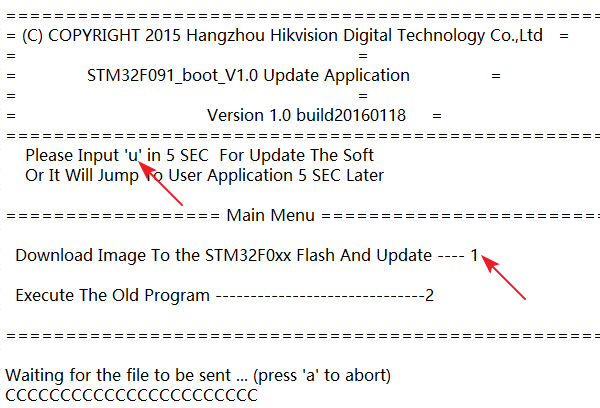 =======================================================
= (C) COPYRIGHT 2015 Hangzhou Hikvision Digital Technology Co.,Ltd =
= =
= STM32F091_boot_V1.0 Update Application =
= =
= Version 1.0 build20160118 =
=======================================================
Please Input 'u' in 5 SEC For Update The Soft
Or It Will Jump To User Application 5 SEC Later
================== Main Menu ========================
Download Image To the STM32F0xx Flash And Update ---- 1
Execute The Old Program ------------------------------2
=======================================================
Waiting for the file to be sent ... (press 'a' to abort)
CCCCCCCCCCCCCCCCCCCCCCC